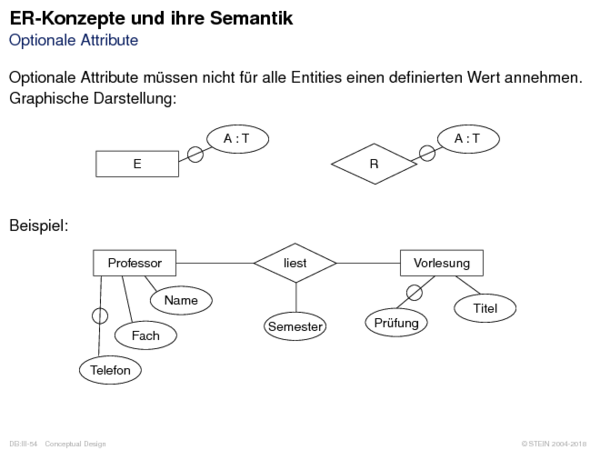 ER-Konzepte und ihre Semantik
Optionale Attribute
Optionale Attribute müssen nicht für alle Entities einen definierten Wert annehmen.
Graphische Darstellung:
A : T
A : T
E
R
Beispiel:
Professor
liest
Vorlesung
Name
Titel
Prüfung
Semester
Fach
Telefon
DB:III-54 Conceptual Design
© STEIN 2004-2018